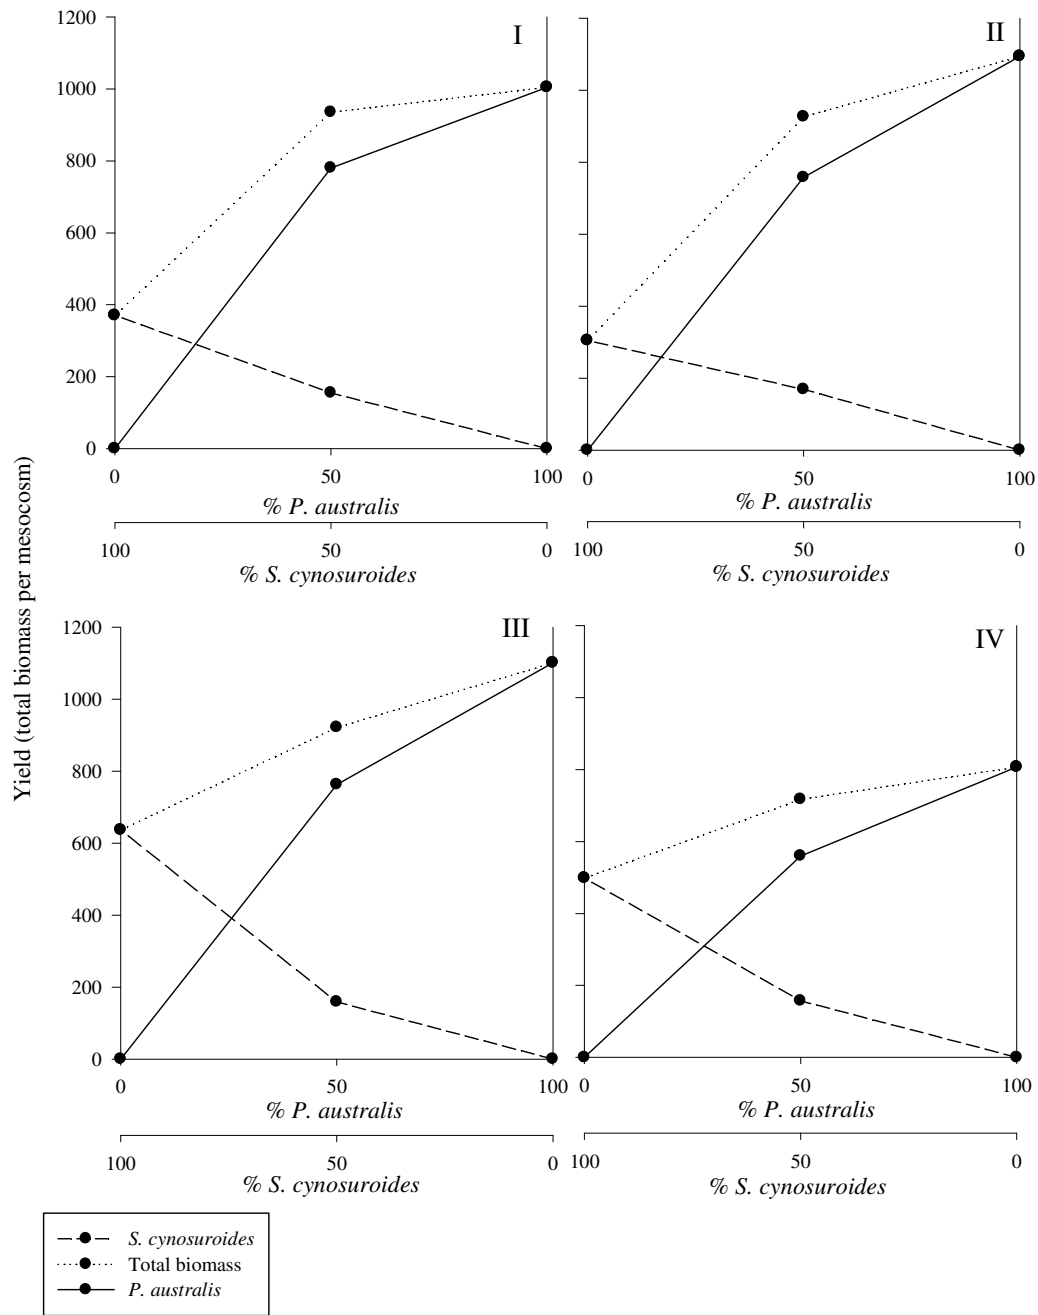 Yield (total biomass per mesocosm)
I
1200
1000
800
600
400
200
0
0 50 100
% P. australis
100 50 0
% S. cynosuroides
II
0 50 100
% P. australis
100 50 0
% S. cynosuroides
III
1200
1000
800
600
400
200
0
0 50 100
% P. australis
100 50 0
% S. cynosuroides
IV
0 50 100
% P. australis
100 50 0
% S. cynosuroides
S. cynosuroides
Total biomass
P. australis